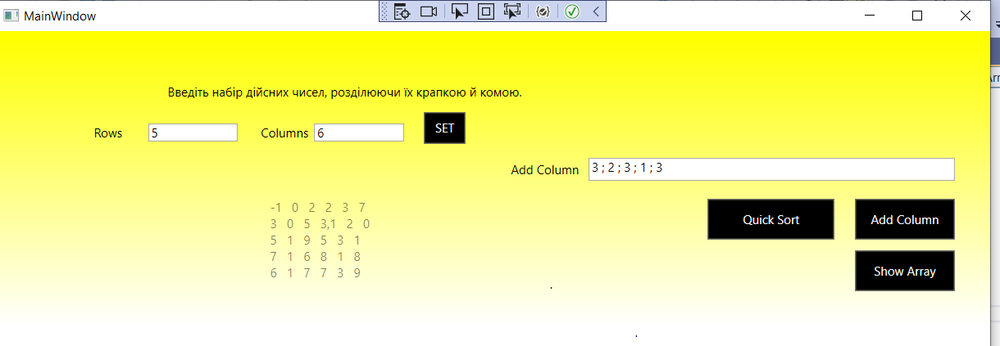 MainWindow
Arr
Введіть набір дійсних чисел, розділюючи їх крапкою й комою.
Rows 5 Columns 6 SET
Add Column 3 ; 2 ; 3 ; 1 ; 3
-1 0 2 2 3 7
3 0 5 3,1 2 0
5 1 9 5 3 1
7 1 6 8 1 8
6 1 7 7 3 9
Quick Sort Add Column
Show Array
.
.